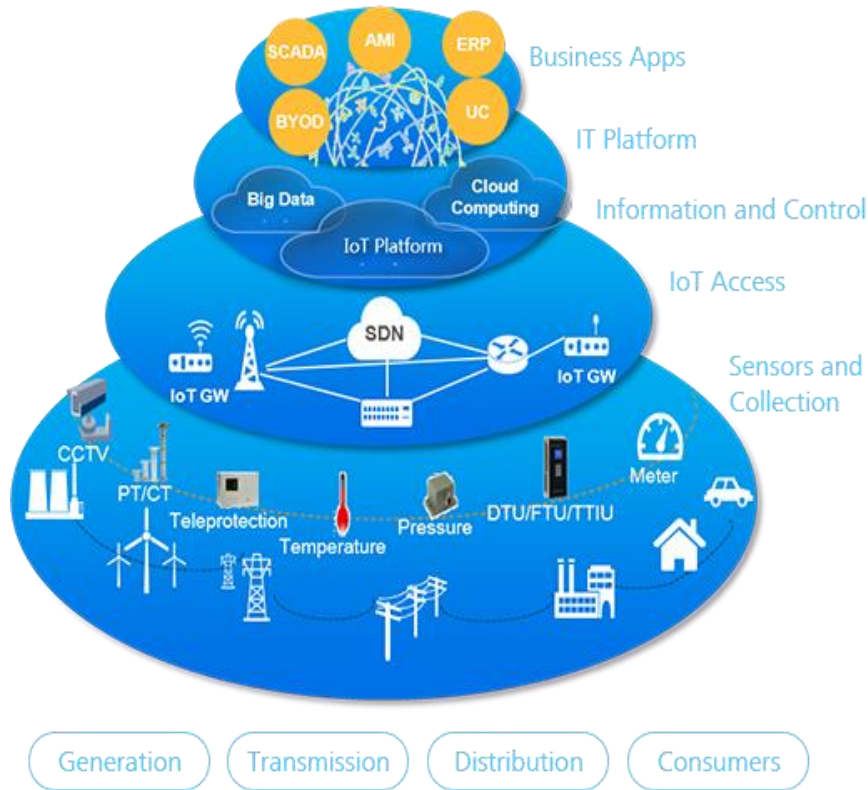 SCADA
AMI
ERP
Business Apps
BYOD
UC
IT Platform
Big Data
Cloud
Computing
Information and Control
IoT Platform
IoT Access
SDN
IoT GW
IoT GW
Sensors and
Collection
CCTV
PT/CT
Teleprotection
Temperature
Pressure
DTU/FTU/TTIU
Meter
Generation
Transmission
Distribution
Consumers